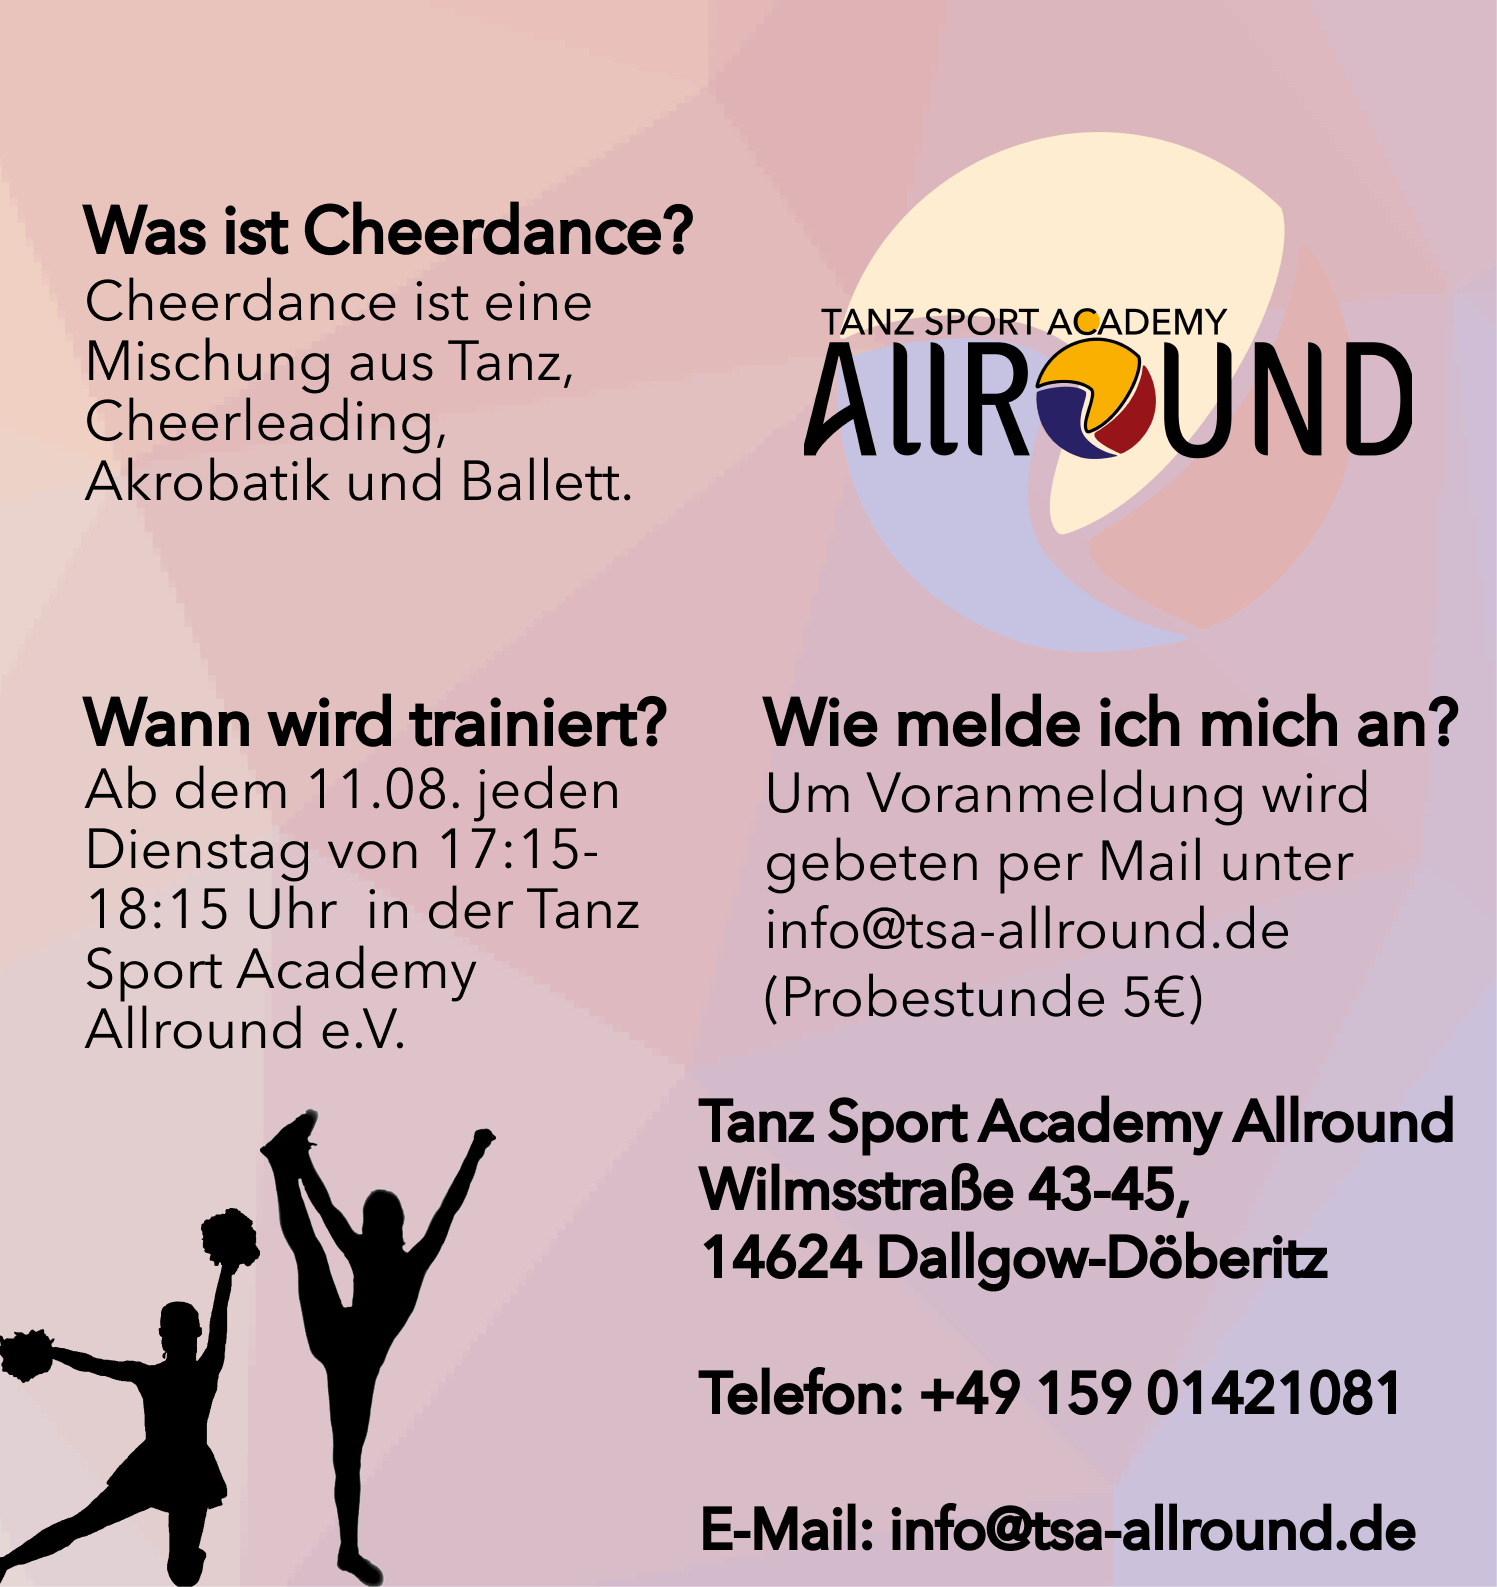 Was ist Cheerdance?
Cheerdance ist eine
Mischung aus Tanz,
Cheerleading,
Akrobatik und Ballett.
TANZ SPORT ACADEMY
ALLROUND
Wann wird trainiert?
Ab dem 11.08. jeden
Dienstag von 17:15-
18:15 Uhr  in der Tanz
Sport Academy
Allround e.V.
Wie melde ich mich an?
Um Voranmeldung wird
gebeten per Mail unter
info@tsa-allround.de
(Probestunde 5€)
Tanz Sport Academy Allround
Wilmsstraße 43-45,
14624 Dallgow-Döberitz
Telefon: +49 159 01421081
E-Mail: info@tsa-allround.de